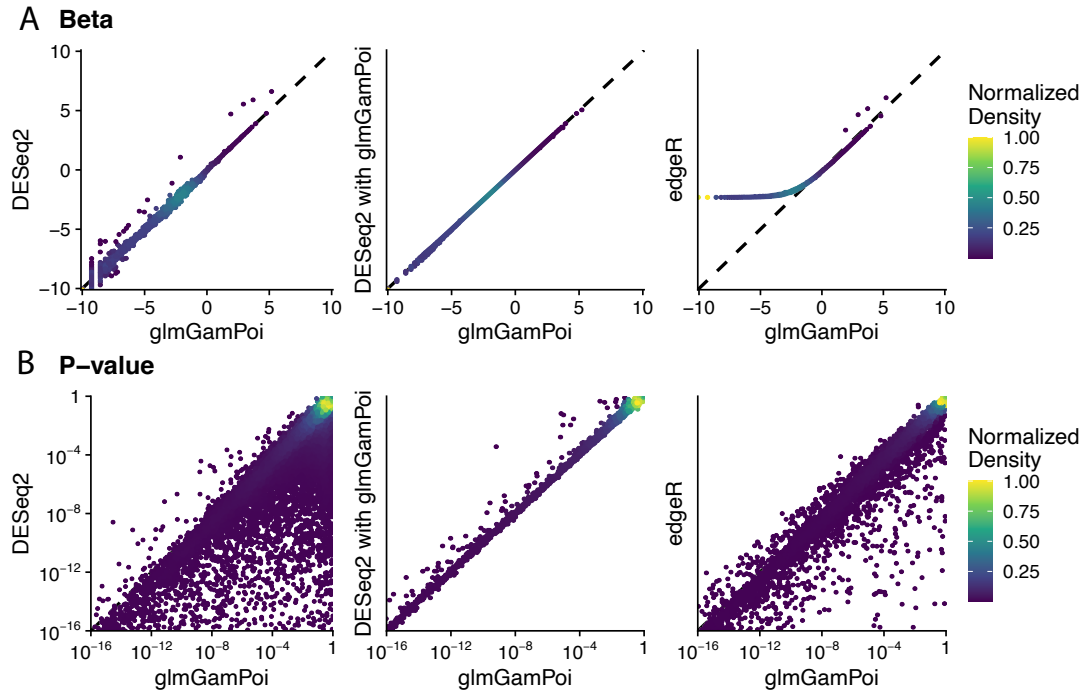 A Beta
DESeq2
10
5
0
−5
−10
−10 −5 0 5 10
glmGamPoi
DESeq2 with glmGamPoi
−10 −5 0 5 10
glmGamPoi
edgeR
−10 −5 0 5 10
glmGamPoi
Normalized
Density
1.00
0.75
0.50
0.25
B P−value
DESeq2
1
10⁻⁴
10⁻⁸
10⁻¹²
10⁻¹⁶
10⁻¹⁶ 10⁻¹² 10⁻⁸ 10⁻⁴ 1
glmGamPoi
DESeq2 with glmGamPoi
10⁻¹⁶ 10⁻¹² 10⁻⁸ 10⁻⁴ 1
glmGamPoi
edgeR
10⁻¹⁶ 10⁻¹² 10⁻⁸ 10⁻⁴ 1
glmGamPoi
Normalized
Density
1.00
0.75
0.50
0.25